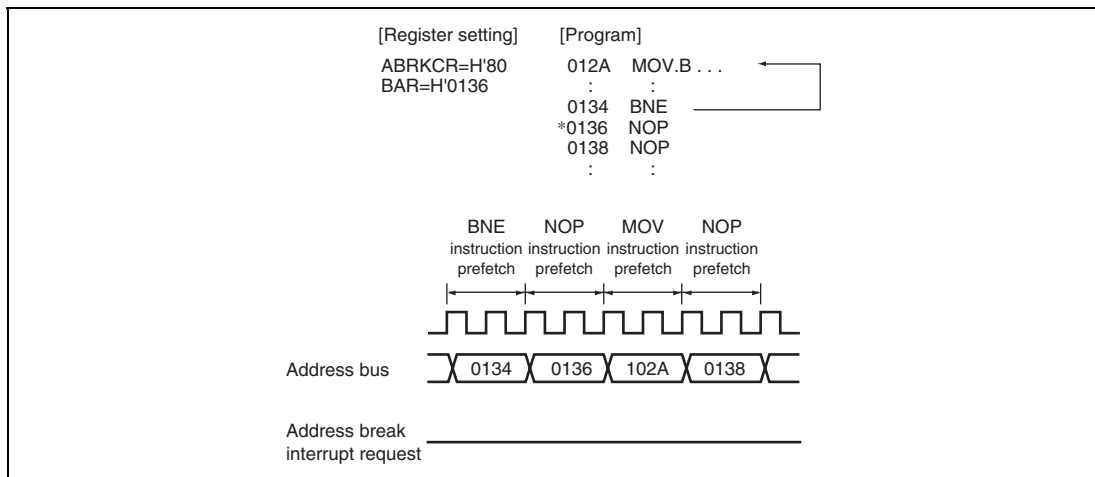 [Register setting] [Program]
ABRKCR=H'80 012A MOV.B . . .
BAR=H'0136 : :
0134 BNE
*0136 NOP
0138 NOP
: :
BNE NOP MOV NOP
instruction instruction instruction instruction
prefetch prefetch prefetch prefetch
Address bus 0134 0136 102A 0138
Address break
interrupt request